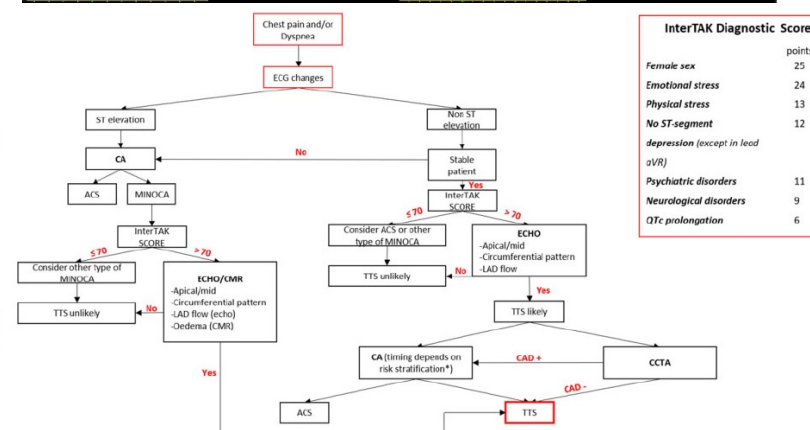 Chest pain and/or
Dyspnea
ECG changes
ST elevation
Non ST
elevation
CA
No
Stable
patient
Yes
ACS
MINOCA
InterTAK
SCORE
≤ 70
> 70
InterTAK
SCORE
≤ 70
> 70
Consider ACS or other
type of MINOCA
ECHO
-Apical/mid
-Circumferential pattern
-LAD flow
Consider other type of
MINOCA
ECHO/CMR
-Apical/mid
-Circumferential pattern
-LAD flow (echo)
-Oedema (CMR)
TTS unlikely
No
TTS unlikely
No
Yes
TTS likely
Yes
CA (timing depends on
risk stratification*)
CAD +
CCTA
CAD -
ACS
TTS
InterTAK Diagnostic Score
points
Female sex 25
Emotional stress 24
Physical stress 13
No ST-segment 12
depression (except in lead
aVR)
Psychiatric disorders 11
Neurological disorders 9
QTc prolongation 6